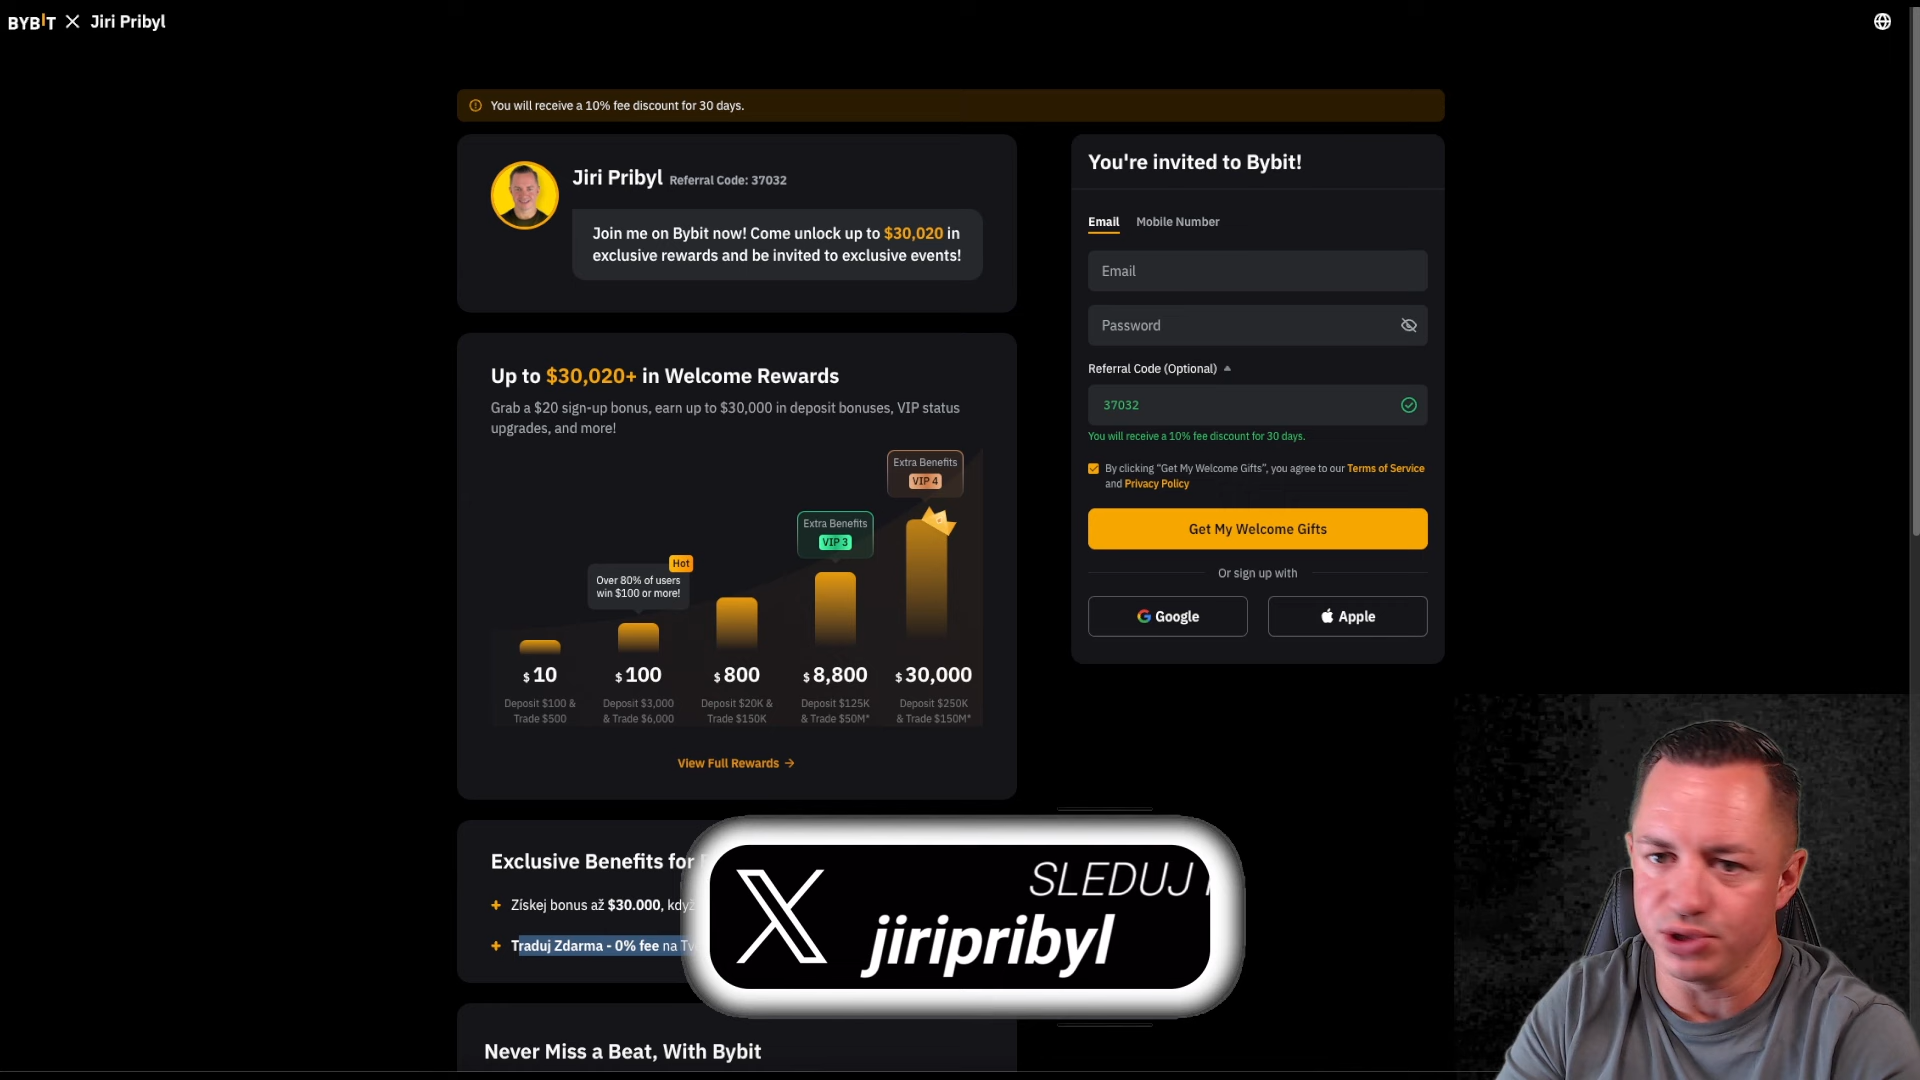 BYBIT X Jiri Pribyl
You will receive a 10% fee discount for 30 days.
Jiri Pribyl Referral Code: 37032
Join me on Bybit now! Come unlock up to $30,020 in
exclusive rewards and be invited to exclusive events!
Up to $30,020+ in Welcome Rewards
Grab a $20 sign-up bonus, earn up to $30,000 in deposit bonuses, VIP status
upgrades, and more!
Extra Benefits
VIP 4
Extra Benefits
VIP 3
Hot
Over 80% of users
win $100 or more!
$ 10
$ 100
$ 800
$ 8,800
$ 30,000
Deposit $100 &
Trade $500
Deposit $3,000
& Trade $6,000
Deposit $20K &
Trade $150K
Deposit $125K
& Trade $50M*
Deposit $250K
& Trade $150M*
View Full Rewards →
Exclusive Benefits for
+ Získej bonus až $30.000, když
+ Traduj Zdarma - 0% fee na
Never Miss a Beat, With Bybit
You're invited to Bybit!
Email Mobile Number
Email
Password
Referral Code (Optional)
37032
You will receive a 10% fee discount for 30 days.
By clicking “Get My Welcome Gifts”, you agree to our Terms of Service
and Privacy Policy
Get My Welcome Gifts
Or sign up with
Google
Apple
X
SLEDUJ
jiripribyl